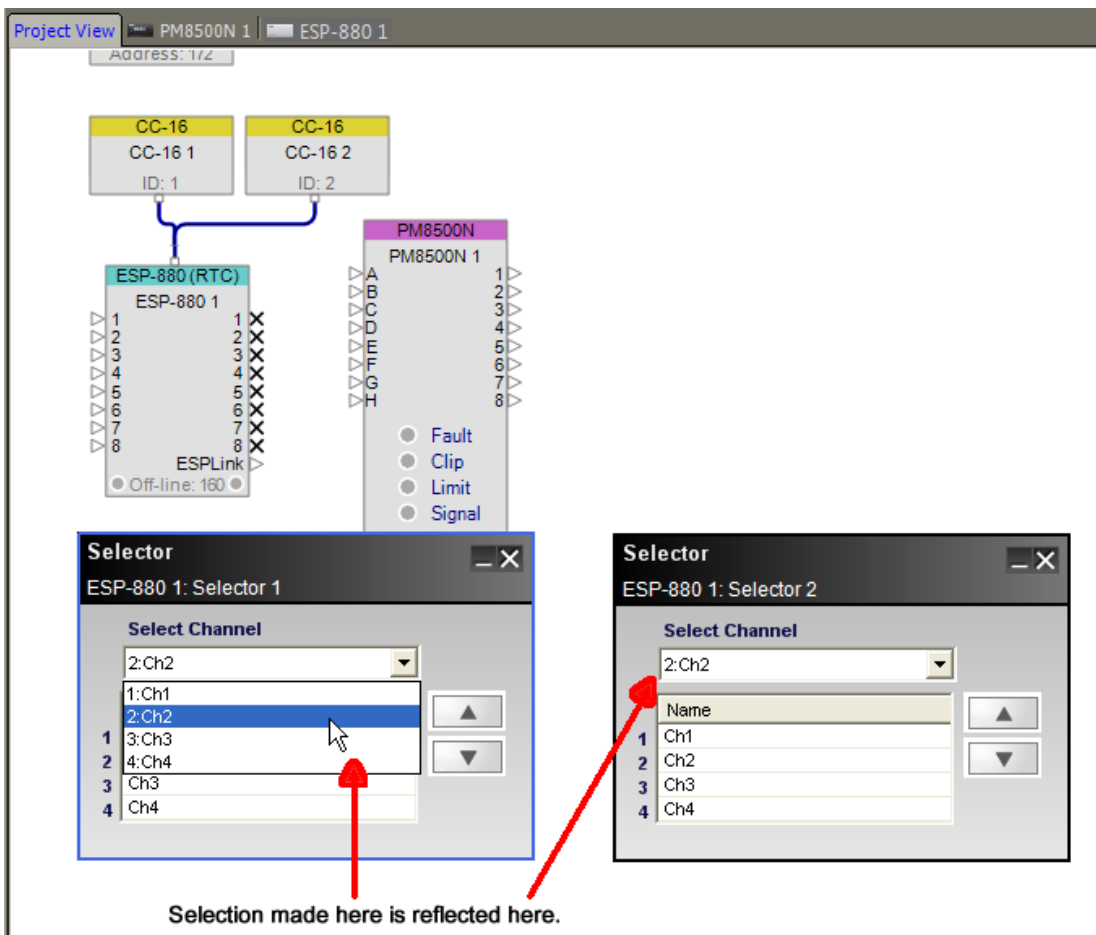 Project View PM8500N 1 ESP-880 1
Address: 172
CC-16 CC-16
CC-16 1 CC-16 2
ID: 1 ID: 2
PM8500N
PM8500N 1
A 1
B 2
C 3
D 4
E 5
F 6
G 7
H 8
Fault
Clip
Limit
Signal
ESP-880 (RTC)
ESP-880 1
1 1
2 2
3 3
4 4
5 5
6 6
7 7
8 8
ESPLink
Off-line: 160
Selector
ESP-880 1: Selector 1
Select Channel
2:Ch2
1:Ch1
2:Ch2
1 3:Ch3
2 4:Ch4
3 Ch3
4 Ch4
Selector
ESP-880 1: Selector 2
Select Channel
2:Ch2
Name
1 Ch1
2 Ch2
3 Ch3
4 Ch4
Selection made here is reflected here.